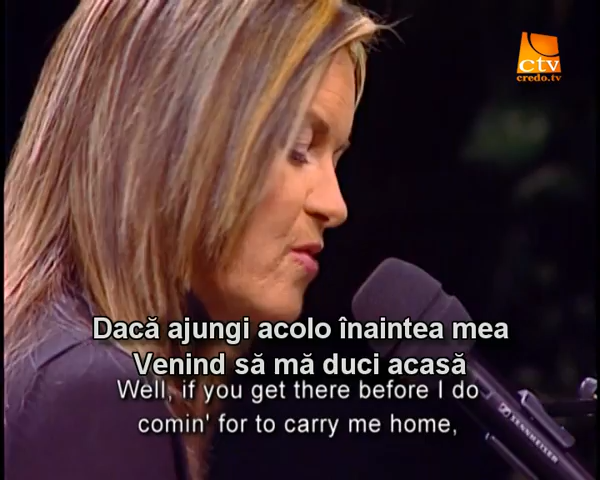 ctv
credo.tv
Dacă ajungi acolo înaintea mea
Venind să mă duci acasă
Well, if you get there before I do
comin' for to carry me home,
SENNHEISER